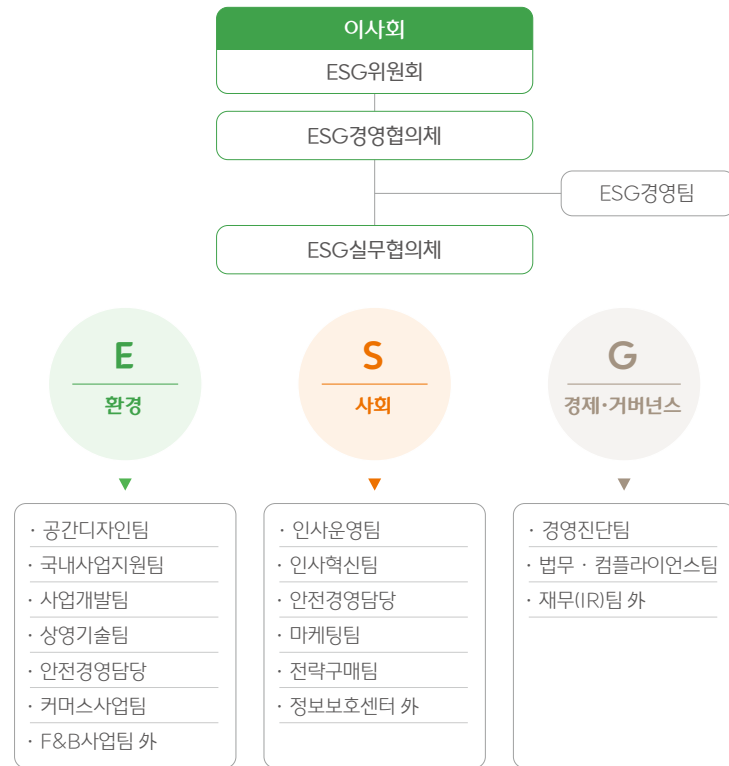 이사회
ESG위원회
ESG경영협의체
ESG경영팀
ESG실무협의체
E
환경
· 공간디자인팀
· 국내사업지원팀
· 사업개발팀
· 상영기술팀
· 안전경영담당
· 커머스사업팀
· F&B사업팀 外
S
사회
· 인사운영팀
· 인사혁신팀
· 안전경영담당
· 마케팅팀
· 전략구매팀
· 정보보호센터 外
G
경제·거버넌스
· 경영진단팀
· 법무 · 컴플라이언스팀
· 재무(IR)팀 外